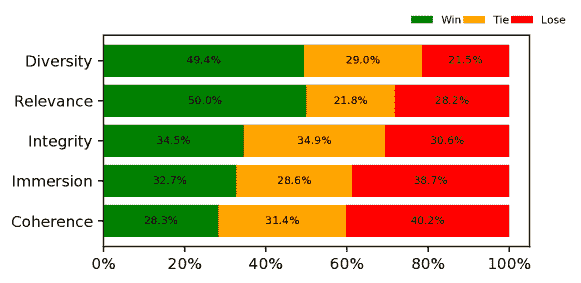 Win Tie Lose
Diversity 49.4% 29.0% 21.5%
Relevance 50.0% 21.8% 28.2%
Integrity 34.5% 34.9% 30.6%
Immersion 32.7% 28.6% 38.7%
Coherence 28.3% 31.4% 40.2%
0% 20% 40% 60% 80% 100%